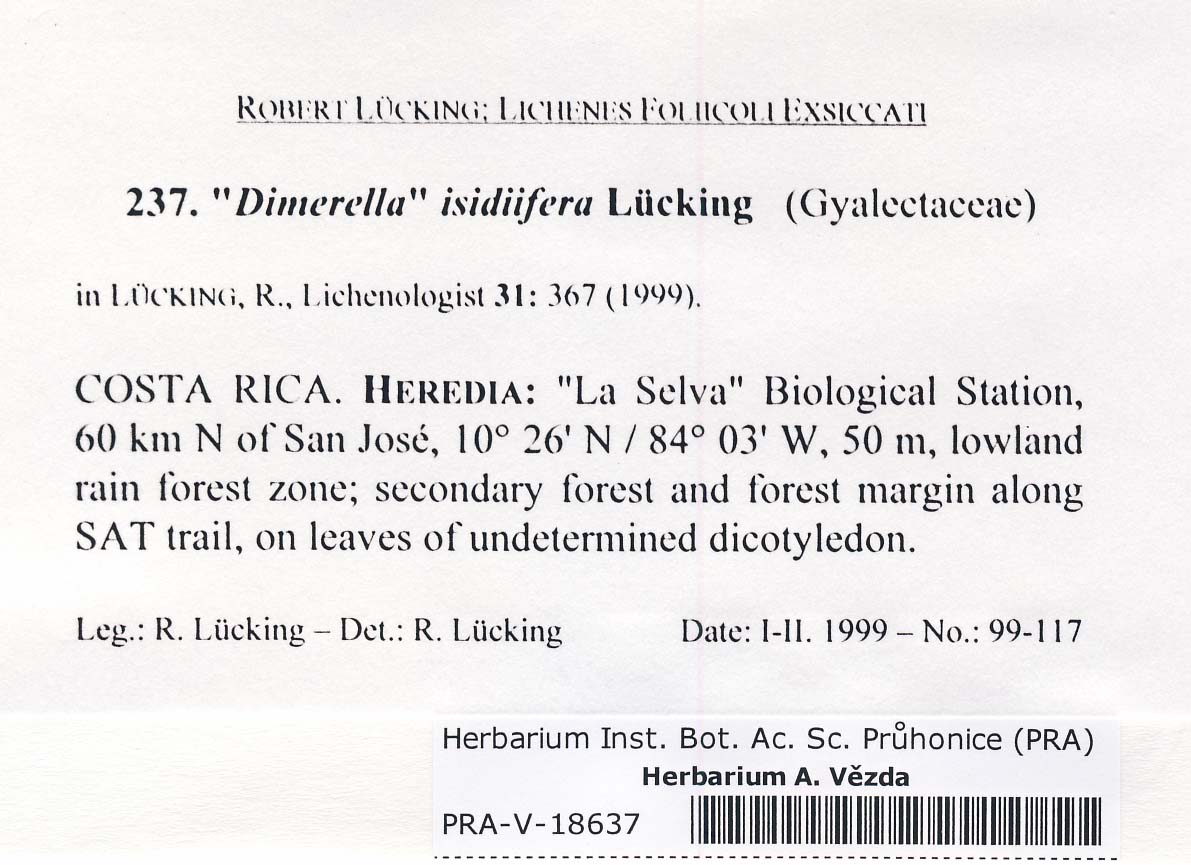 ROBERT LÜCKING; LICHENES FOLIICOLI EXSICCATI
237. "Dimerella" isidiifera Lücking (Gyalectaceae)
in LÜCKING, R., Lichenologist 31: 367 (1999).
COSTA RICA. HEREDIA: "La Selva" Biological Station,
60 km N of San José, 10° 26' N / 84° 03' W, 50 m, lowland
rain forest zone; secondary forest and forest margin along
SAT trail, on leaves of undetermined dicotyledon.
Leg.: R. Lücking – Det.: R. Lücking Date: I-II. 1999 – No.: 99-117
Herbarium Inst. Bot. Ac. Sc. Průhonice (PRA)
Herbarium A. Vězda
PRA-V-18637